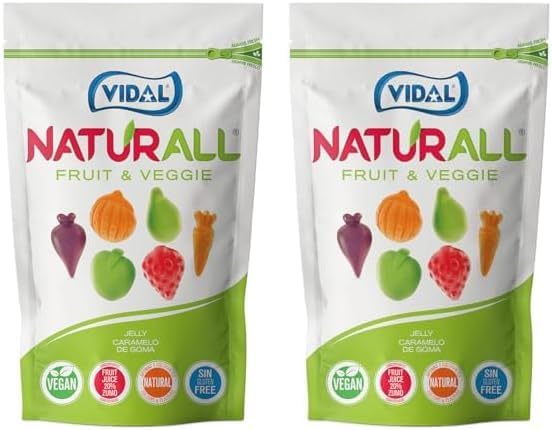 VIDAL
NATURALL®
FRUIT & VEGGIE
JELLY
CARAMELO
DE GOMA
VEGAN
FRUIT
JUICE
20%
ZUMO
NATURAL
SIN
GLUTEN
FREE
VIDAL
NATURALL®
FRUIT & VEGGIE
JELLY
CARAMELO
DE GOMA
VEGAN
FRUIT
JUICE
20%
ZUMO
NATURAL
SIN
GLUTEN
FREE